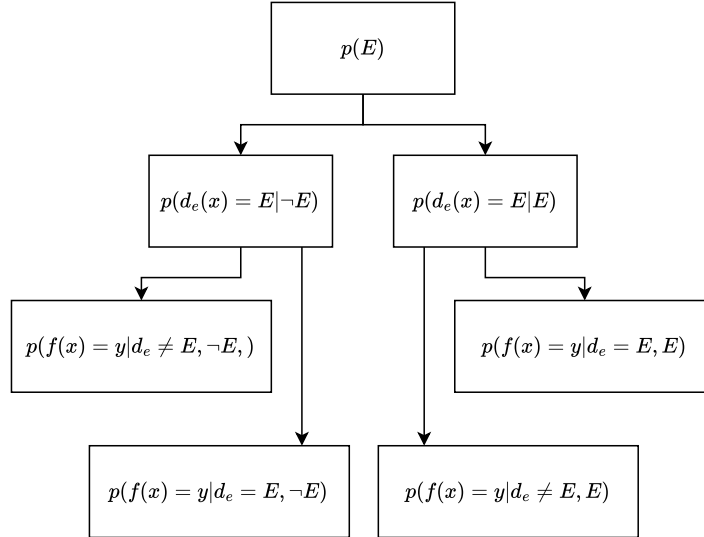 p(E)
p(d_e(x) = E|¬E)
p(d_e(x) = E|E)
p(f(x) = y|d_e ≠ E, ¬E, )
p(f(x) = y|d_e = E, E)
p(f(x) = y|d_e = E, ¬E)
p(f(x) = y|d_e ≠ E, E)